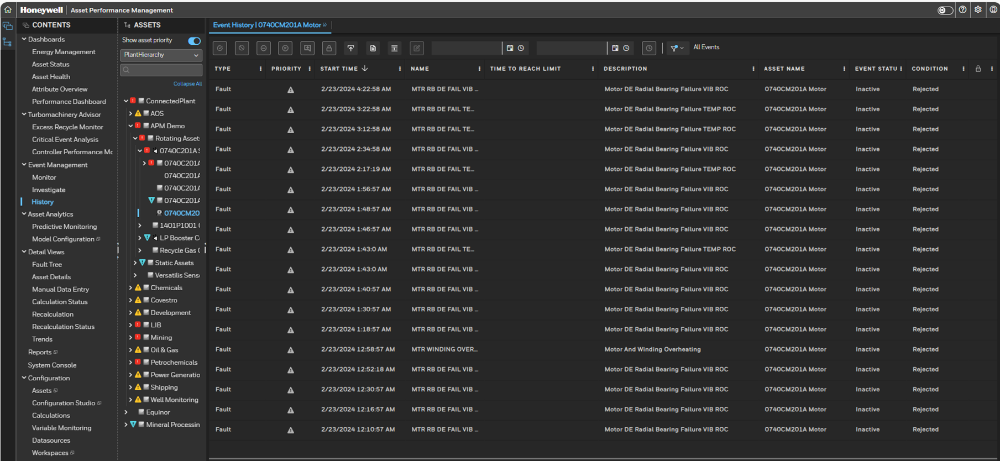 Honeywell | Asset Performance Management
CONTENTS
Dashboards
Energy Management
Asset Status
Asset Health
Attribute Overview
Performance Dashboard
Turbomachinery Advisor
Excess Recycle Monitor
Critical Event Analysis
Controller Performance Mc
Event Management
Monitor
Investigate
History
Asset Analytics
Predictive Monitoring
Model Configuration
Detail Views
Fault Tree
Asset Details
Manual Data Entry
Calculation Status
Recalculation
Recalculation Status
Trends
Reports
System Console
Configuration
Assets
Configuration Studio
Calculations
Variable Monitoring
Datasources
Workspaces
ASSETS
Show asset priority
PlantHierarchy
Collapse All
ConnectedPlant
AOS
APM Demo
Rotating Asset
0740C201A S
0740C201A
0740C201A
0740C201A
0740C201A
0740CM20
1401P1001
LP Booster C
Recycle Gas
Static Assets
Versatilis Sens
Chemicals
Covestro
Development
LIB
Mining
Oil & Gas
Petrochemicals
Power Generatio
Shipping
Well Monitoring
Equinor
Mineral Processin
Event History | 0740CM201A Motor
All Events
TYPE PRIORITY START TIME NAME TIME TO REACH LIMIT DESCRIPTION ASSET NAME EVENT STATU CONDITION
Fault 2/23/2024 4:22:58 AM MTR RB DE FAIL VIB ... Motor DE Radial Bearing Failure VIB ROC 0740CM201A Motor Inactive Rejected
Fault 2/23/2024 3:22:58 AM MTR RB DE FAIL TE... Motor DE Radial Bearing Failure TEMP ROC 0740CM201A Motor Inactive Rejected
Fault 2/23/2024 3:12:58 AM MTR RB DE FAIL TE... Motor DE Radial Bearing Failure TEMP ROC 0740CM201A Motor Inactive Rejected
Fault 2/23/2024 2:34:58 AM MTR RB DE FAIL VIB ... Motor DE Radial Bearing Failure VIB ROC 0740CM201A Motor Inactive Rejected
Fault 2/23/2024 2:17:19 AM MTR RB DE FAIL TE... Motor DE Radial Bearing Failure TEMP ROC 0740CM201A Motor Inactive Rejected
Fault 2/23/2024 1:56:57 AM MTR RB DE FAIL VIB ... Motor DE Radial Bearing Failure VIB ROC 0740CM201A Motor Inactive Rejected
Fault 2/23/2024 1:48:57 AM MTR RB DE FAIL VIB ... Motor DE Radial Bearing Failure VIB ROC 0740CM201A Motor Inactive Rejected
Fault 2/23/2024 1:46:57 AM MTR RB DE FAIL VIB ... Motor DE Radial Bearing Failure VIB ROC 0740CM201A Motor Inactive Rejected
Fault 2/23/2024 1:43:0 AM MTR RB DE FAIL TE... Motor DE Radial Bearing Failure TEMP ROC 0740CM201A Motor Inactive Rejected
Fault 2/23/2024 1:43:0 AM MTR RB DE FAIL VIB ... Motor DE Radial Bearing Failure VIB ROC 0740CM201A Motor Inactive Rejected
Fault 2/23/2024 1:40:57 AM MTR RB DE FAIL VIB ... Motor DE Radial Bearing Failure VIB ROC 0740CM201A Motor Inactive Rejected
Fault 2/23/2024 1:30:57 AM MTR RB DE FAIL VIB ... Motor DE Radial Bearing Failure VIB ROC 0740CM201A Motor Inactive Rejected
Fault 2/23/2024 1:18:57 AM MTR RB DE FAIL VIB ... Motor DE Radial Bearing Failure VIB ROC 0740CM201A Motor Inactive Rejected
Fault 2/23/2024 12:58:57 AM MTR WINDING OVER... Motor And Winding Overheating 0740CM201A Motor Inactive Rejected
Fault 2/23/2024 12:52:18 AM MTR RB DE FAIL VIB ... Motor DE Radial Bearing Failure VIB ROC 0740CM201A Motor Inactive Rejected
Fault 2/23/2024 12:30:57 AM MTR RB DE FAIL VIB ... Motor DE Radial Bearing Failure VIB ROC 0740CM201A Motor Inactive Rejected
Fault 2/23/2024 12:16:57 AM MTR RB DE FAIL VIB ... Motor DE Radial Bearing Failure VIB ROC 0740CM201A Motor Inactive Rejected
Fault 2/23/2024 12:10:57 AM MTR RB DE FAIL VIB ... Motor DE Radial Bearing Failure VIB ROC 0740CM201A Motor Inactive Rejected